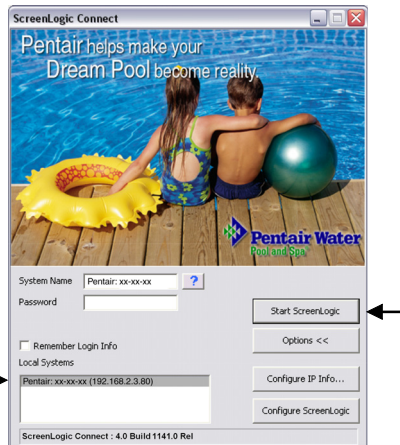 ScreenLogic Connect
Pentair helps make your
Dream Pool become reality.
Pentair Water
Pool and Spa
System Name
Pentair: xx-xx-xx
?
Password
Start ScreenLogic
Options <<
Remember Login Info
Local Systems
Pentair: xx-xx-xx (192.168.2.3.80)
Configure IP Info...
Configure ScreenLogic
ScreenLogic Connect : 4.0 Build 1141.0 Rel